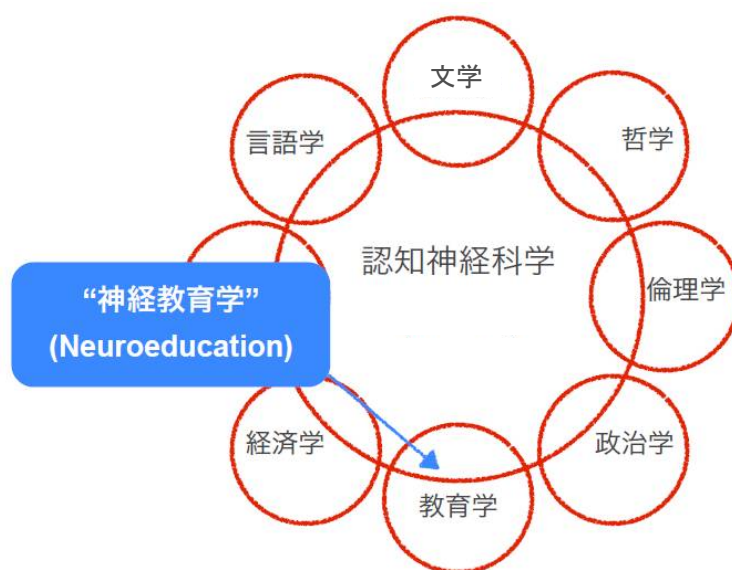 文学
言語学
哲学
認知神経科学
“神経教育学”
(Neuroeducation)
倫理学
経済学
政治学
教育学